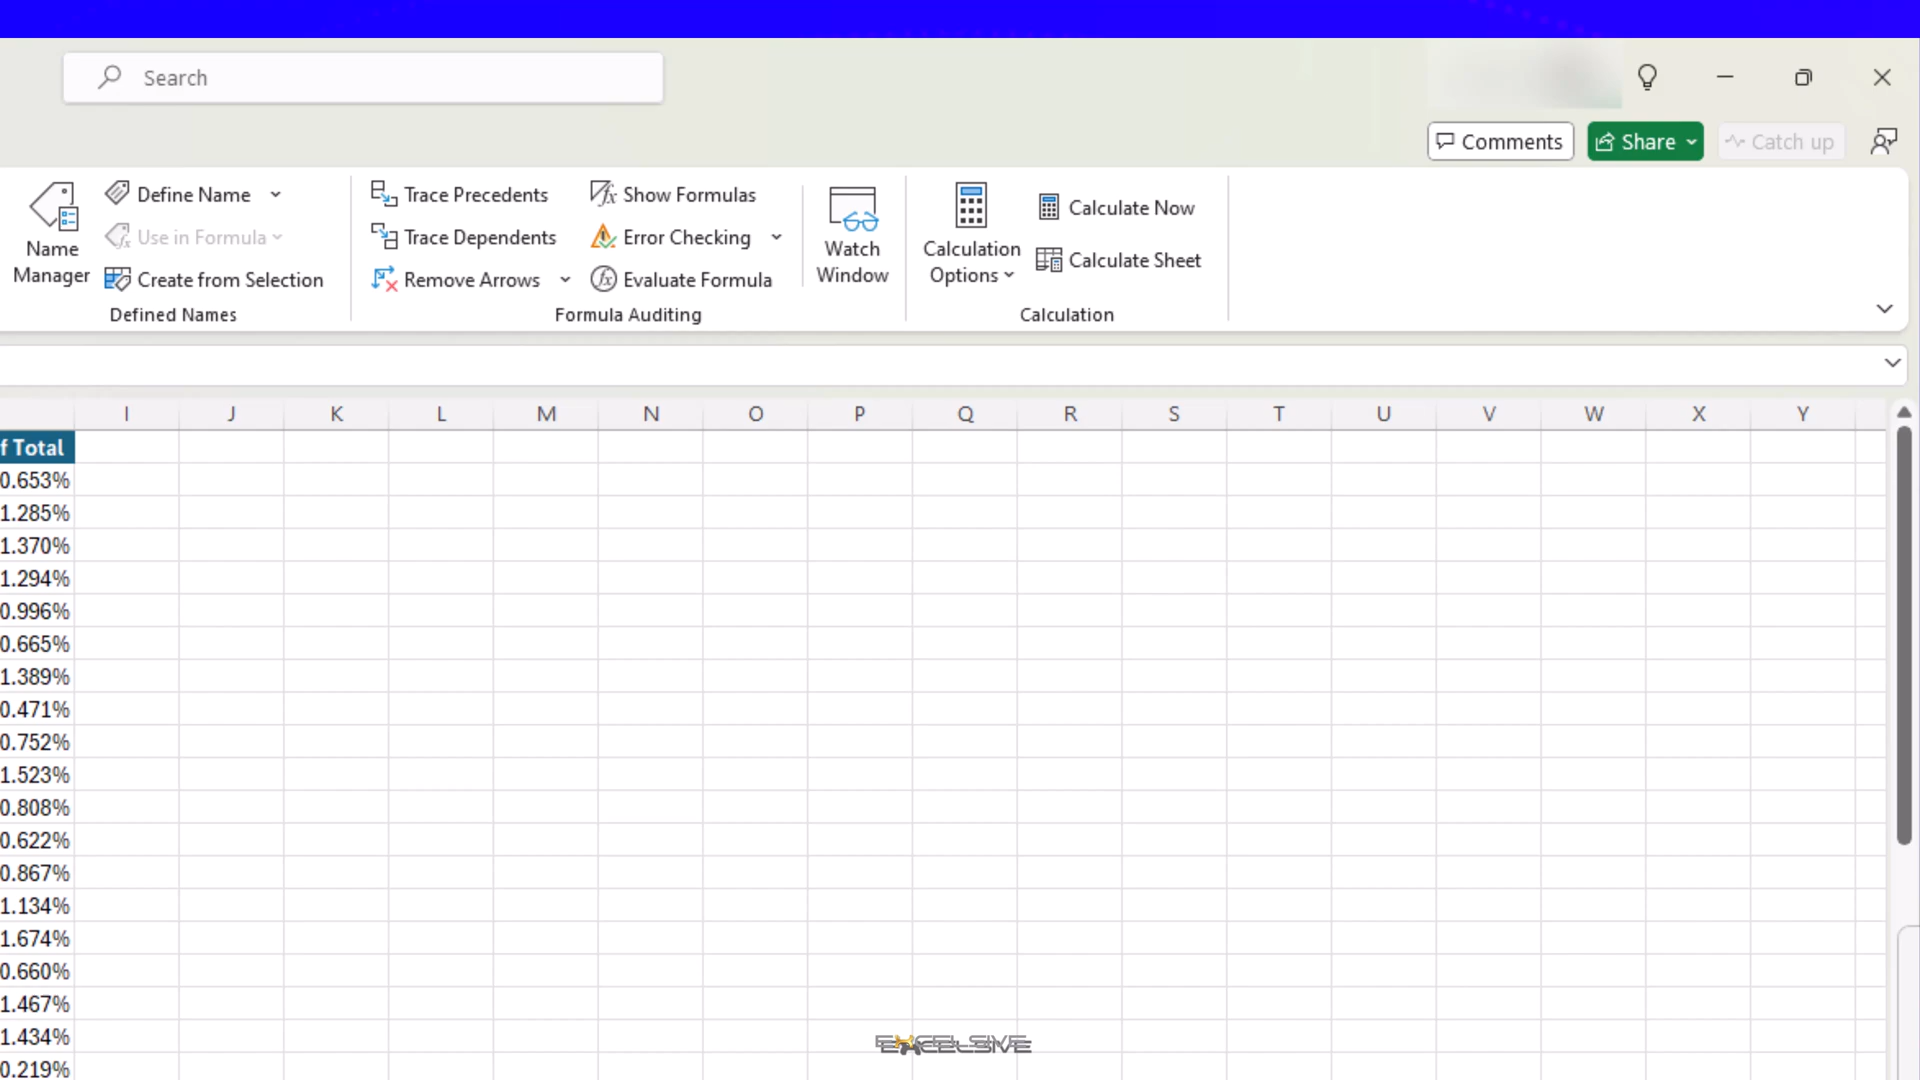 Search
Comments
Share
Catch up
Name
Manager
Define Name
Use in Formula
Create from Selection
Defined Names
Trace Precedents
Trace Dependents
Remove Arrows
Show Formulas
Error Checking
Evaluate Formula
Formula Auditing
Watch
Window
Calculation
Options
Calculate Now
Calculate Sheet
Calculation
I J K L M N O P Q R S T U V W X Y
f Total
0.653%
1.285%
1.370%
1.294%
0.996%
0.665%
1.389%
0.471%
0.752%
1.523%
0.808%
0.622%
0.867%
1.134%
1.674%
0.660%
1.467%
1.434%
0.219%
EXCELSIVE